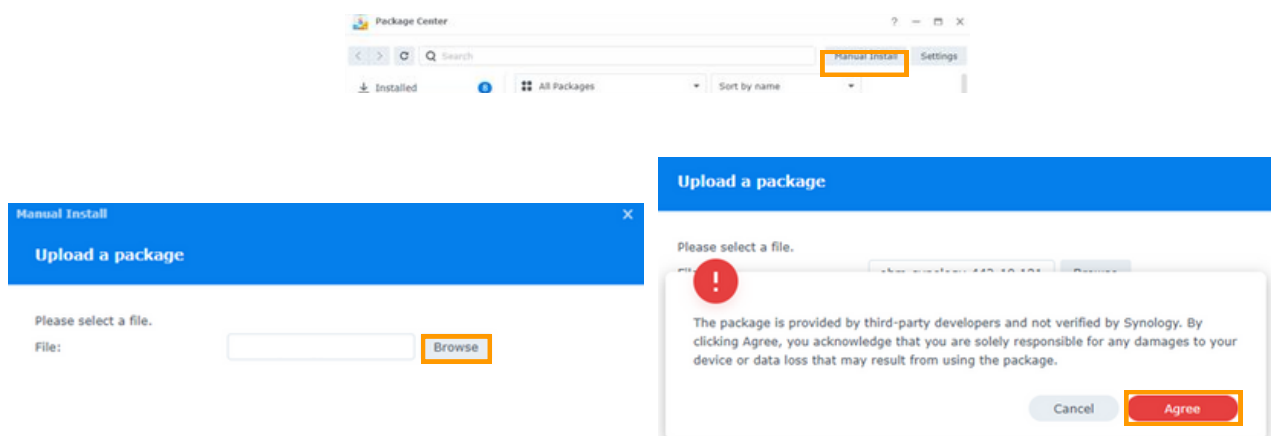 Package Center
?
Search
Manual Install
Settings
Installed
8
All Packages
Sort by name
Manual Install
X
Upload a package
Please select a file.
File:
Browse
Upload a package
Please select a file.
!
The package is provided by third-party developers and not verified by Synology. By
clicking Agree, you acknowledge that you are solely responsible for any damages to your
device or data loss that may result from using the package.
Cancel
Agree